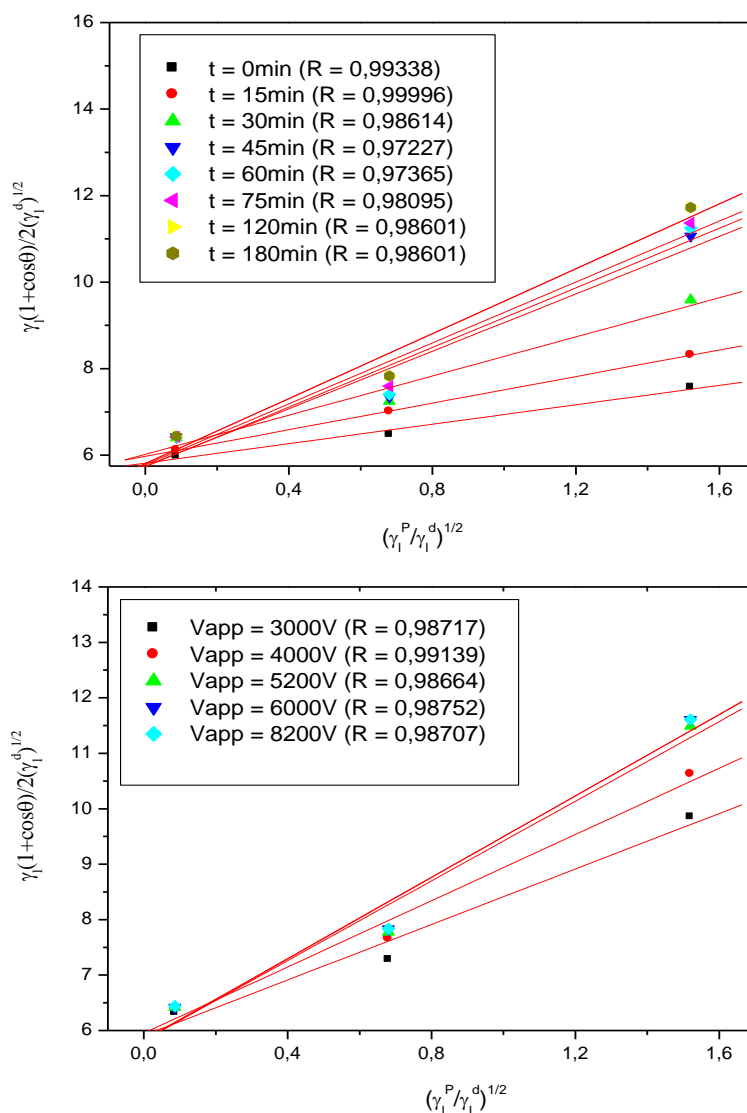 16
14
12
10
8
6
t = 0min (R = 0,99338)
t = 15min (R = 0,99996)
t = 30min (R = 0,98614)
t = 45min (R = 0,97227)
t = 60min (R = 0,97365)
t = 75min (R = 0,98095)
t = 120min (R = 0,98601)
t = 180min (R = 0,98601)
γₗ(1+cosθ)/2(γₗᵈ)^1/2
0,0 0,4 0,8 1,2 1,6
(γₗᴾ/γₗᵈ)^1/2
14
13
12
11
10
9
8
7
6
Vapp = 3000V (R = 0,98717)
Vapp = 4000V (R = 0,99139)
Vapp = 5200V (R = 0,98664)
Vapp = 6000V (R = 0,98752)
Vapp = 8200V (R = 0,98707)
γₗ(1+cosθ)/2(γₗᵈ)^1/2
0,0 0,4 0,8 1,2 1,6
(γₗᴾ/γₗᵈ)^1/2